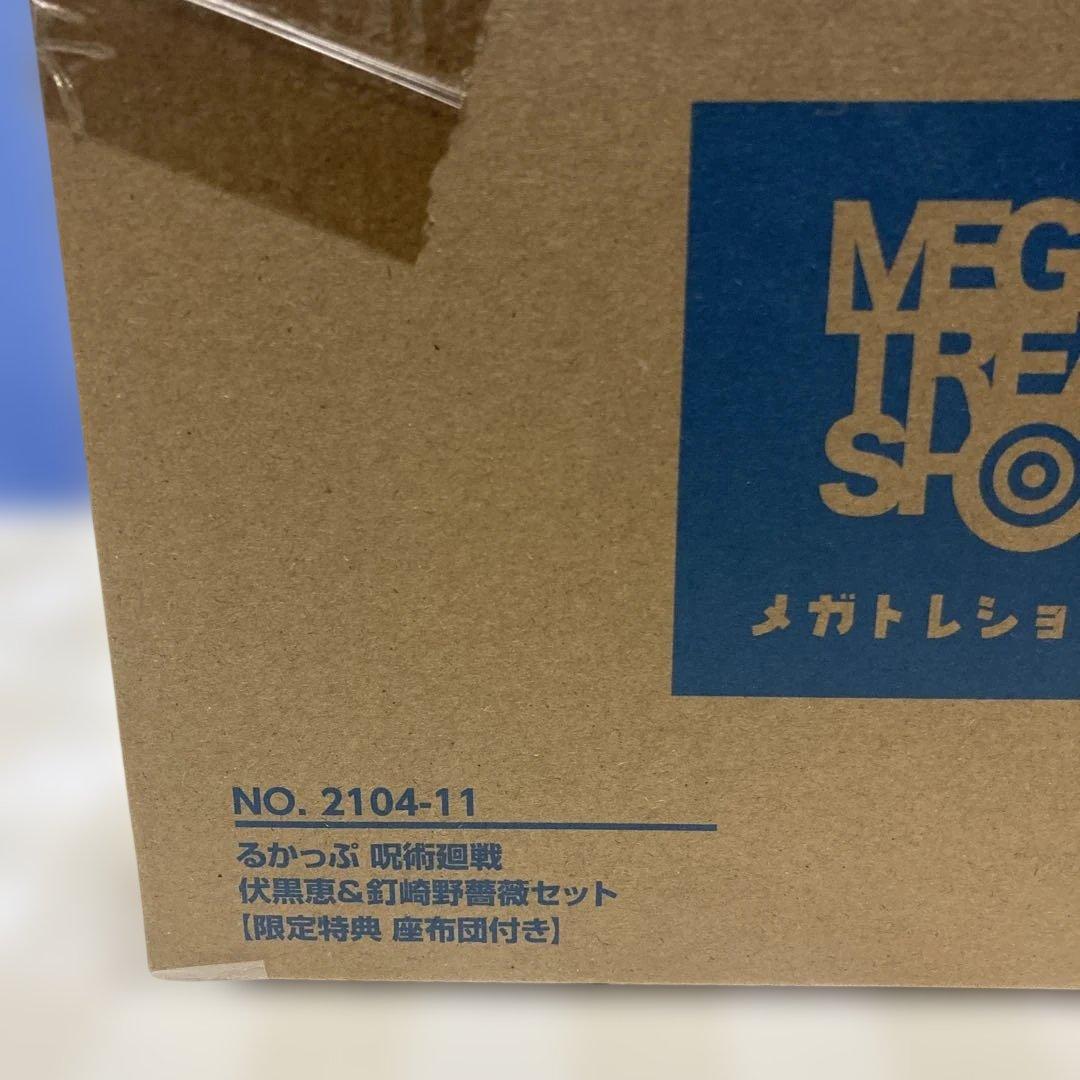 MEG
TREA
SHO
メガトレショ
NO. 2104-11
るかっぷ 呪術廻戦
伏黒恵&釘崎野薔薇セット
【限定特典 座布団付き】